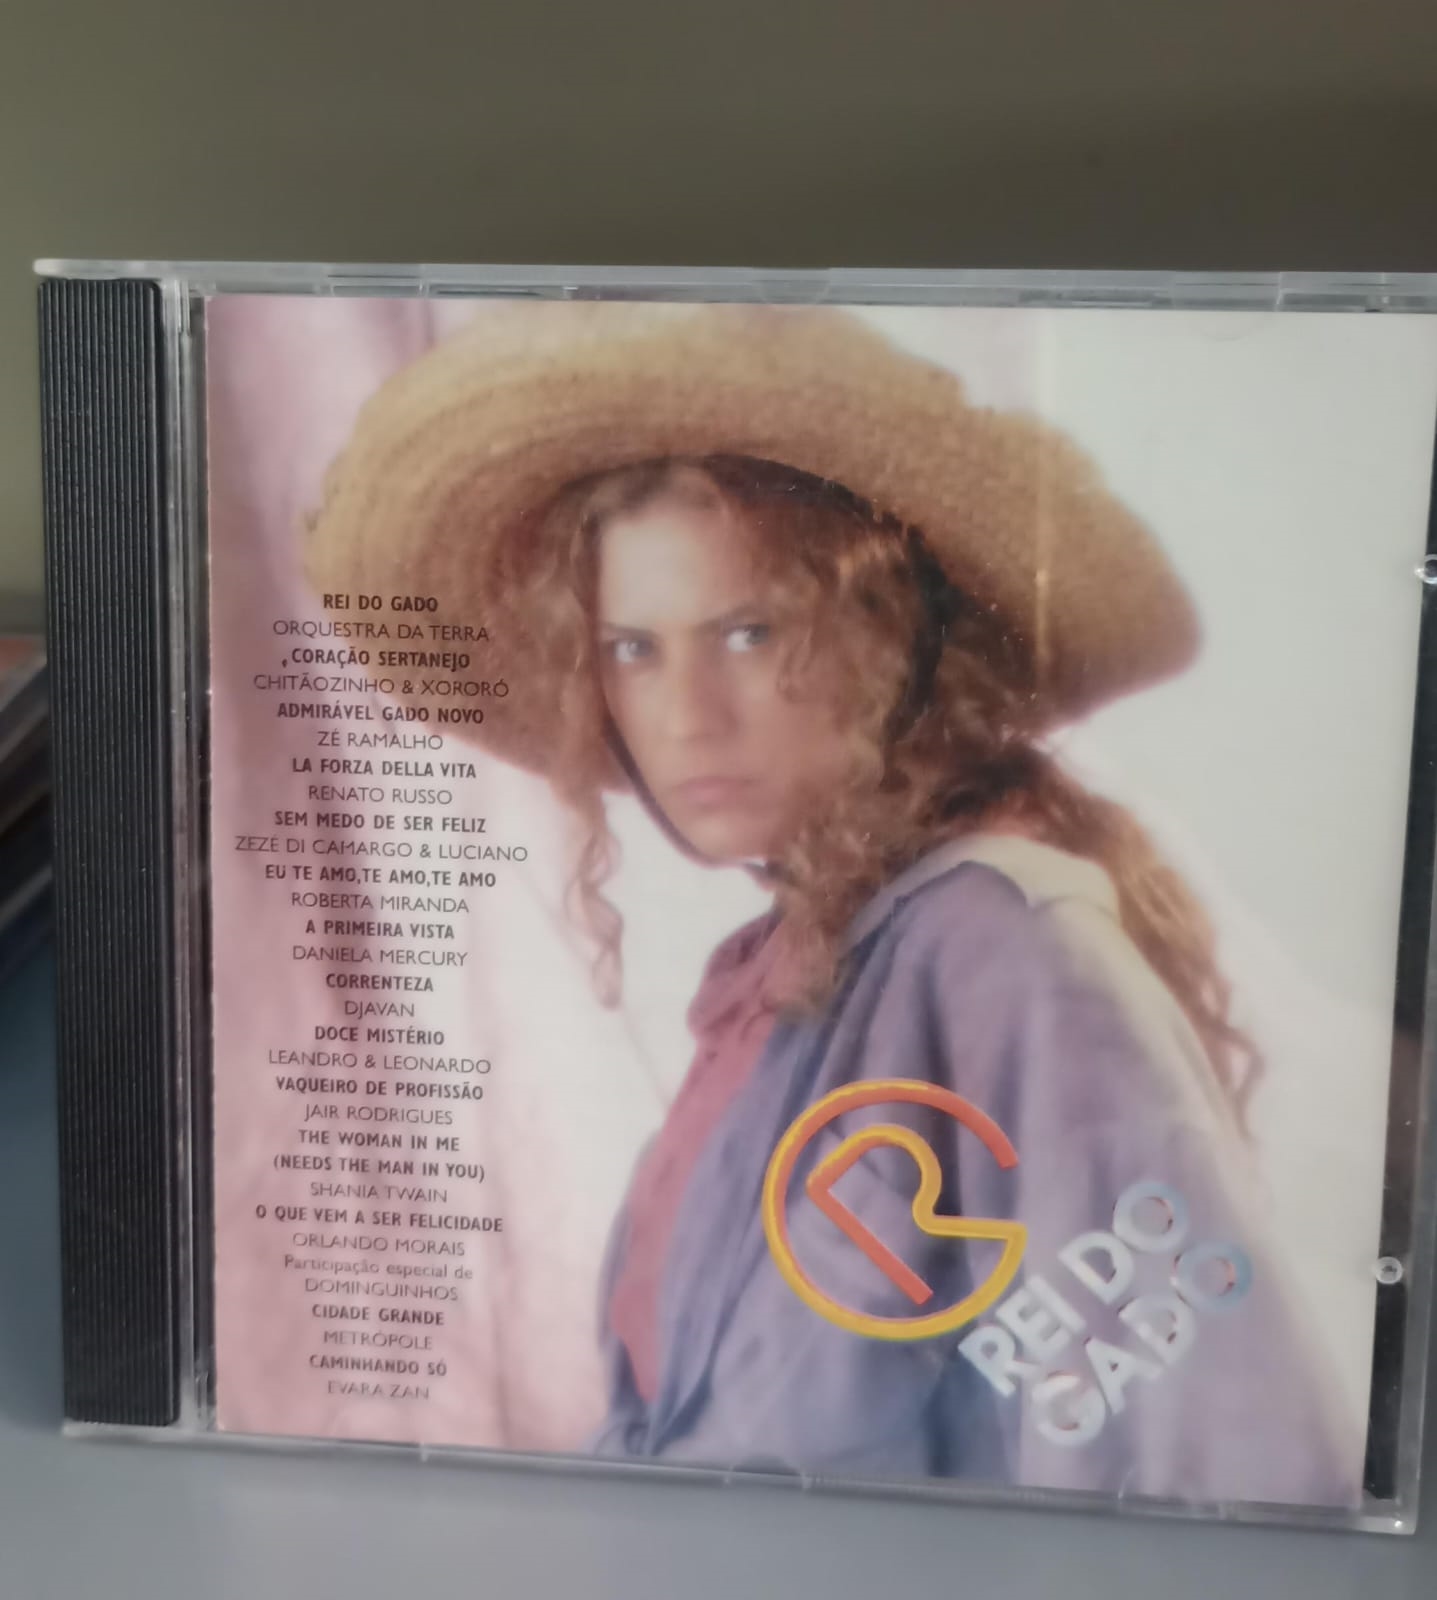 REI DO GADO
ORQUESTRA DA TERRA
CORAÇÃO SERTANEJO
CHITÃOZINHO & XORORÓ
ADMIRÁVEL GADO NOVO
ZÉ RAMALHO
LA FORZA DELLA VITA
RENATO RUSSO
SEM MEDO DE SER FELIZ
ZEZÉ DI CAMARGO & LUCIANO
EU TE AMO,TE AMO,TE AMO
ROBERTA MIRANDA
A PRIMEIRA VISTA
DANIELA MERCURY
CORRENTEZA
DJAVAN
DOCE MISTÉRIO
LEANDRO & LEONARDO
VAQUEIRO DE PROFISSÃO
JAIR RODRIGUES
THE WOMAN IN ME
(NEEDS THE MAN IN YOU)
SHANIA TWAIN
O QUE VEM A SER FELICIDADE
ORLANDO MORAIS
Participação especial de
DOMINGUINHOS
CIDADE GRANDE
METRÓPOLE
CAMINHANDO SÓ
EVARA ZAN
REI DO
GADO